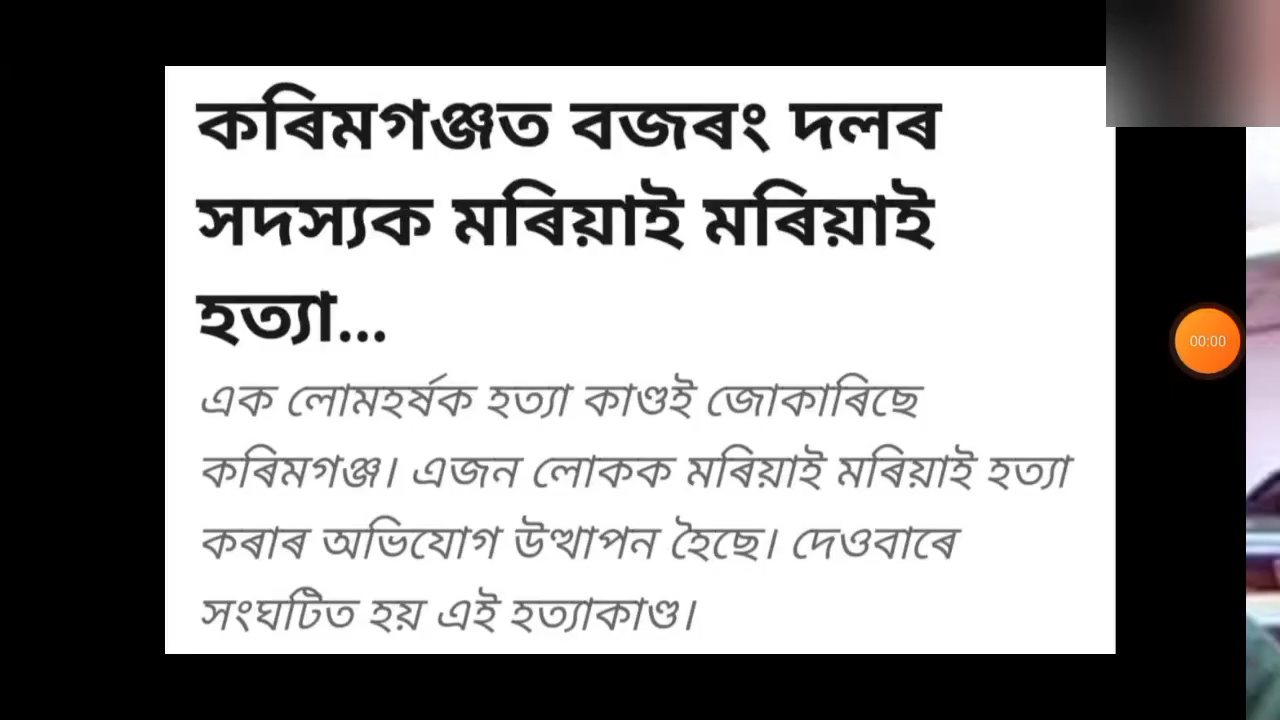 কৰিমগঞ্জত বজৰং দলৰ
সদস্যক মৰিয়াই মৰিয়াই
হত্যা...
এক লোমহৰ্ষক হত্যা কাণ্ডই জোকাৰিছে
কৰিমগঞ্জ। এজন লোকক মৰিয়াই মৰিয়াই হত্যা
কৰাৰ অভিযোগ উত্থাপন হৈছে। দেওবাৰে
সংঘটিত হয় এই হত্যাকাণ্ড।
00:00